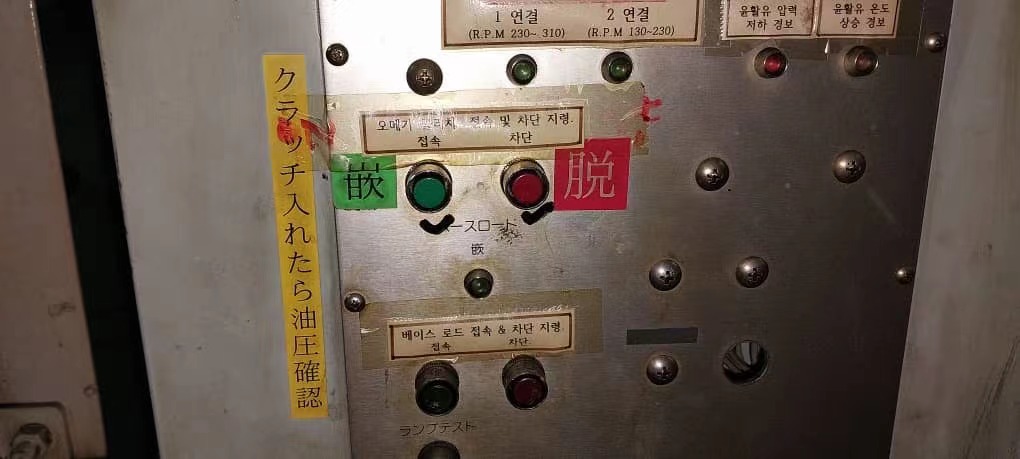 1 연결 2 연결
(R.P.M 230~ 310) (R.P.M 130~230)
윤활유 압력
저하 경보
윤활유 온도
상승 경보
クラッチ入れたら油圧確認
오메기 접속 및 차단 지령.
접속 차단
嵌
脱
ースロード
嵌
베이스 로드 접속 & 차단 지령
접속 차단
ランプテスト